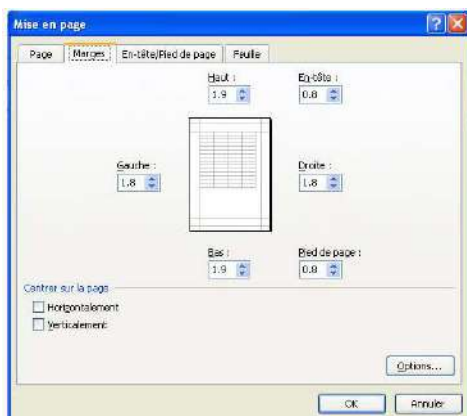 Mise en page
Page Marges En-tête/Pied de page Feuille
Haut : En-tête :
1.9 0.8
Gauche : Droite :
1.8 1.8
Bas : Pied de page :
1.9 0.8
Centrer sur la page
Horizontalement
Verticalement
Options...
OK Annuler